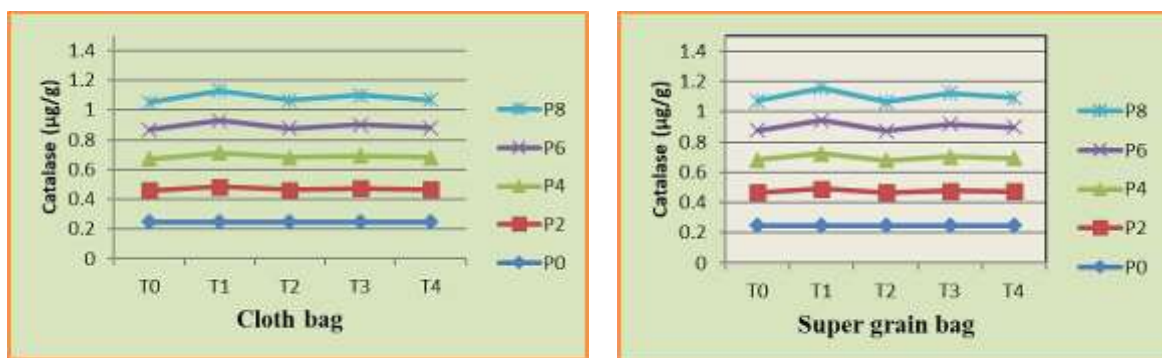 1.4
1.2
1
0.8
0.6
0.4
0.2
0
Catalase (µg/g)
T0 T1 T2 T3 T4
Cloth bag
P8
P6
P4
P2
P0
1.4
1.2
1
0.8
0.6
0.4
0.2
0
Catalase (µg/g)
T0 T1 T2 T3 T4
Super grain bag
P8
P6
P4
P2
P0